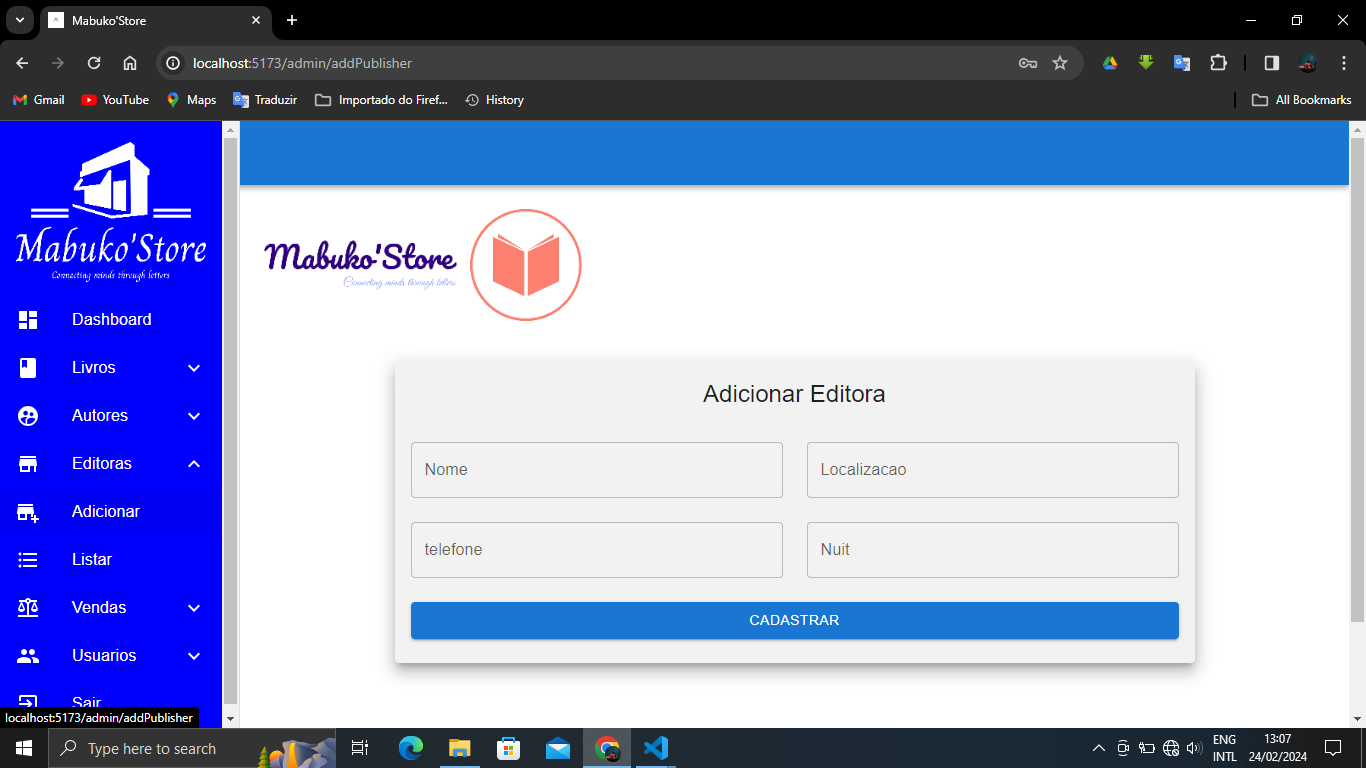 Mabuko'Store
localhost:5173/admin/addPublisher
Gmail
YouTube
Maps
Traduzir
Importado do Firef...
History
All Bookmarks
Mabuko'Store
Connecting minds through letters
Dashboard
Livros
Autores
Editoras
Adicionar
Listar
Vendas
Usuarios
Sair
localhost:5173/admin/addPublisher
Mabuko'Store
Connecting minds through letters
Adicionar Editora
Nome
Localizacao
telefone
Nuit
CADASTRAR
Type here to search
ENG
INTL
13:07
24/02/2024